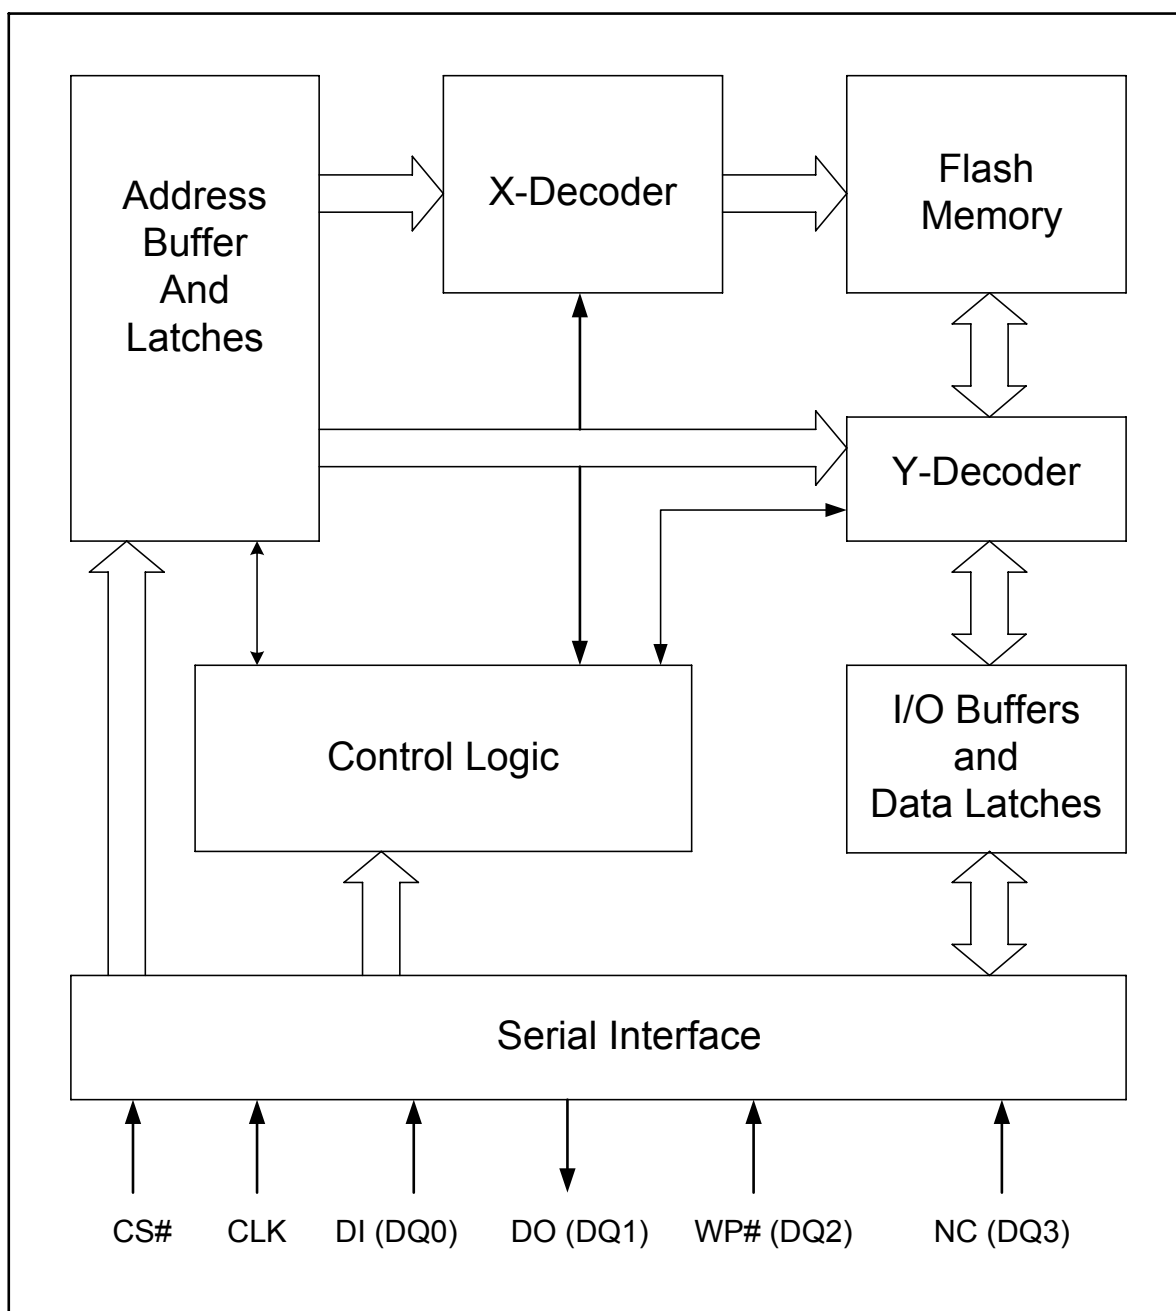 Address
Buffer
And
Latches
X-Decoder
Flash
Memory
Y-Decoder
Control Logic
I/O Buffers
and
Data Latches
Serial Interface
CS#
CLK
DI (DQ0)
DO (DQ1)
WP# (DQ2)
NC (DQ3)